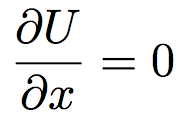 ∂U/∂x = 0